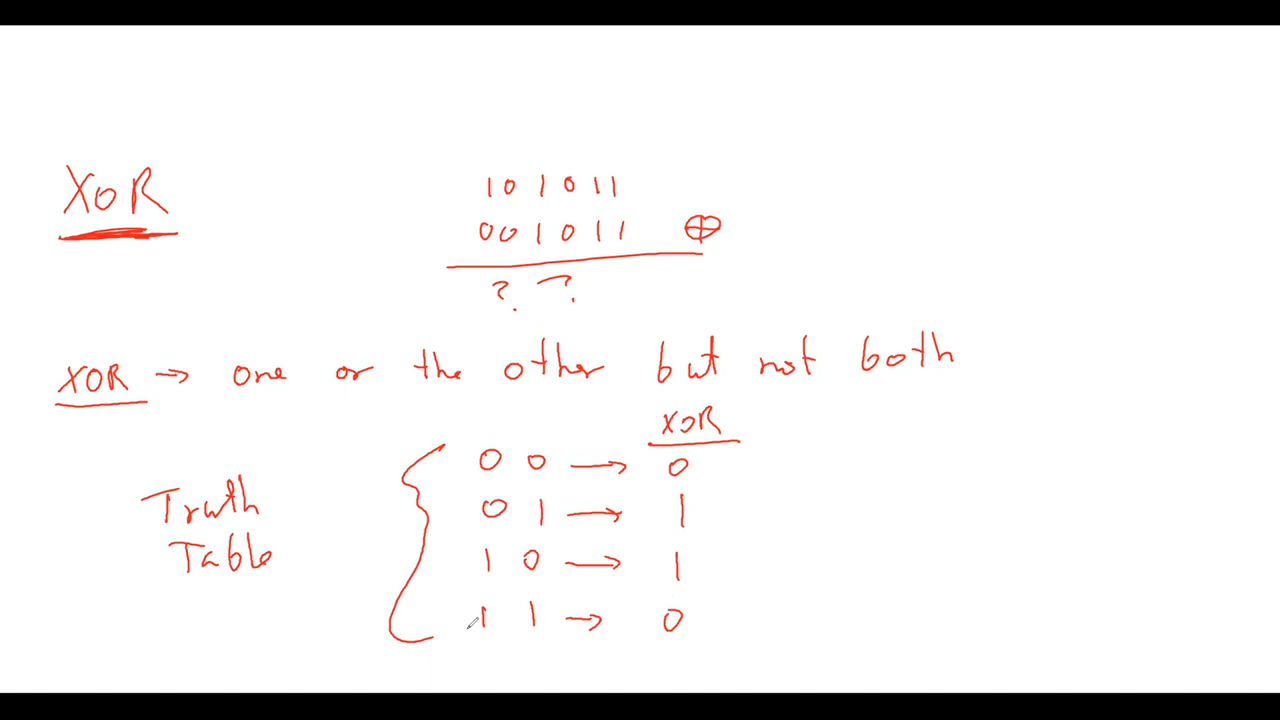 XOR
101011
001011 ⊕
? ?
XOR → one or the other but not both
XOR
0 0 → 0
0 1 → 1
1 0 → 1
1 1 → 0
Truth
Table